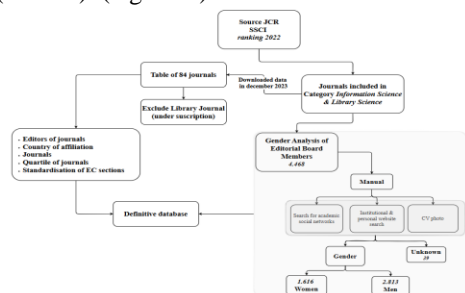 Source JCR
SSCI
ranking 2022
Table of 84 journals
Downloaded data
in december 2023
Journals included in
Category Information Science
& Library Science
Exclude Library Journal
(under suscription)
Gender Analysis of
Editorial Board
Members
4.468
- Editors of journals
- Country of affiliation
- Journals
- Quartile of journals
- Standardisation of EC sections
Manual
Search for academic
social networks
Institutional &
personal website
search
CV photo
Definitive database
Gender
Unknown
39
1.616
Women
2.813
Men